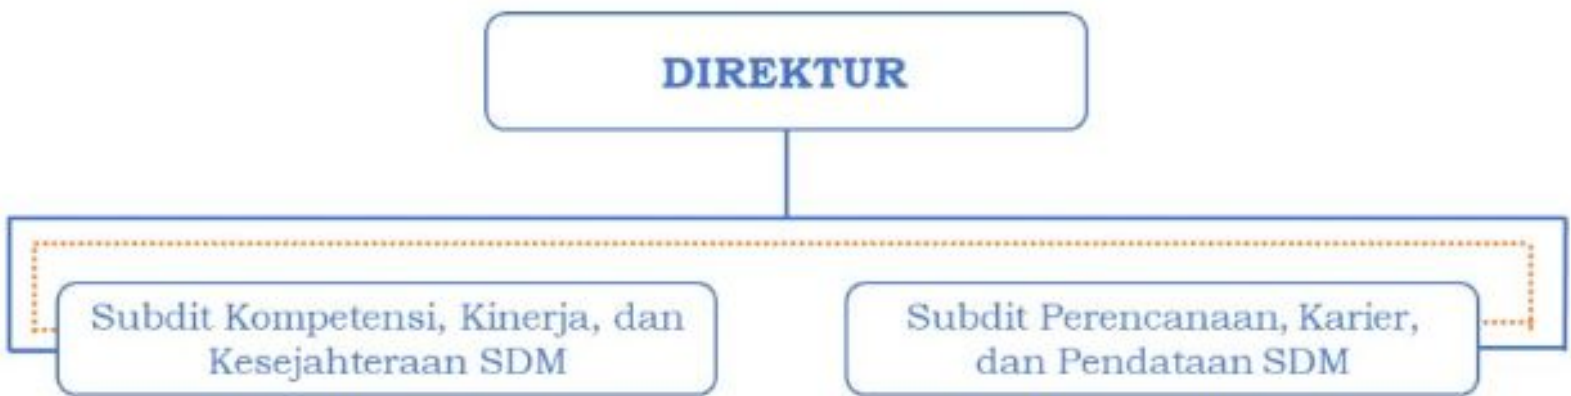 DIREKTUR
Subdit Kompetensi, Kinerja, dan
Kesejahteraan SDM
Subdit Perencanaan, Karier,
dan Pendataan SDM